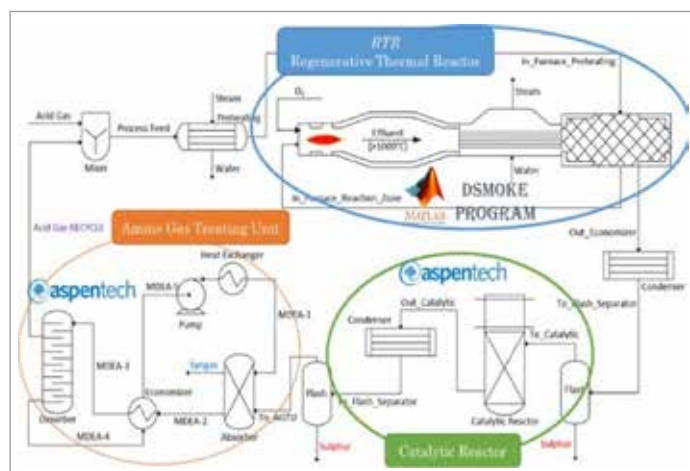 RTR
Regenerative Thermal Reactor
In_Furnace_Preheating
Steam
O₂
Steam
Acid Gas
Preheating
Process Feed
Effluent
[>1000°C]
Mixer
Water
Water
In_Furnace_Reaction_Zone
MATLAB
DSMOKE
PROGRAM
Out_Economizer
Acid Gas RECYCLE
Amine Gas Treating Unit
Heat Exchanger
aspentech
aspentech
Condenser
Out_Catalytic
To_Flash_Separator
Condenser
MDEA-5
Pump
MDEA-1
To_Catalytic
MDEA-3
Syngas
Economizer
Flash
Flash
To_Flash_Separator
Desorber
MDEA-2
To_AGTU
Catalytic Reactor
MDEA-4
Absorber
Sulphur
Catalytic Reactor
Sulphur